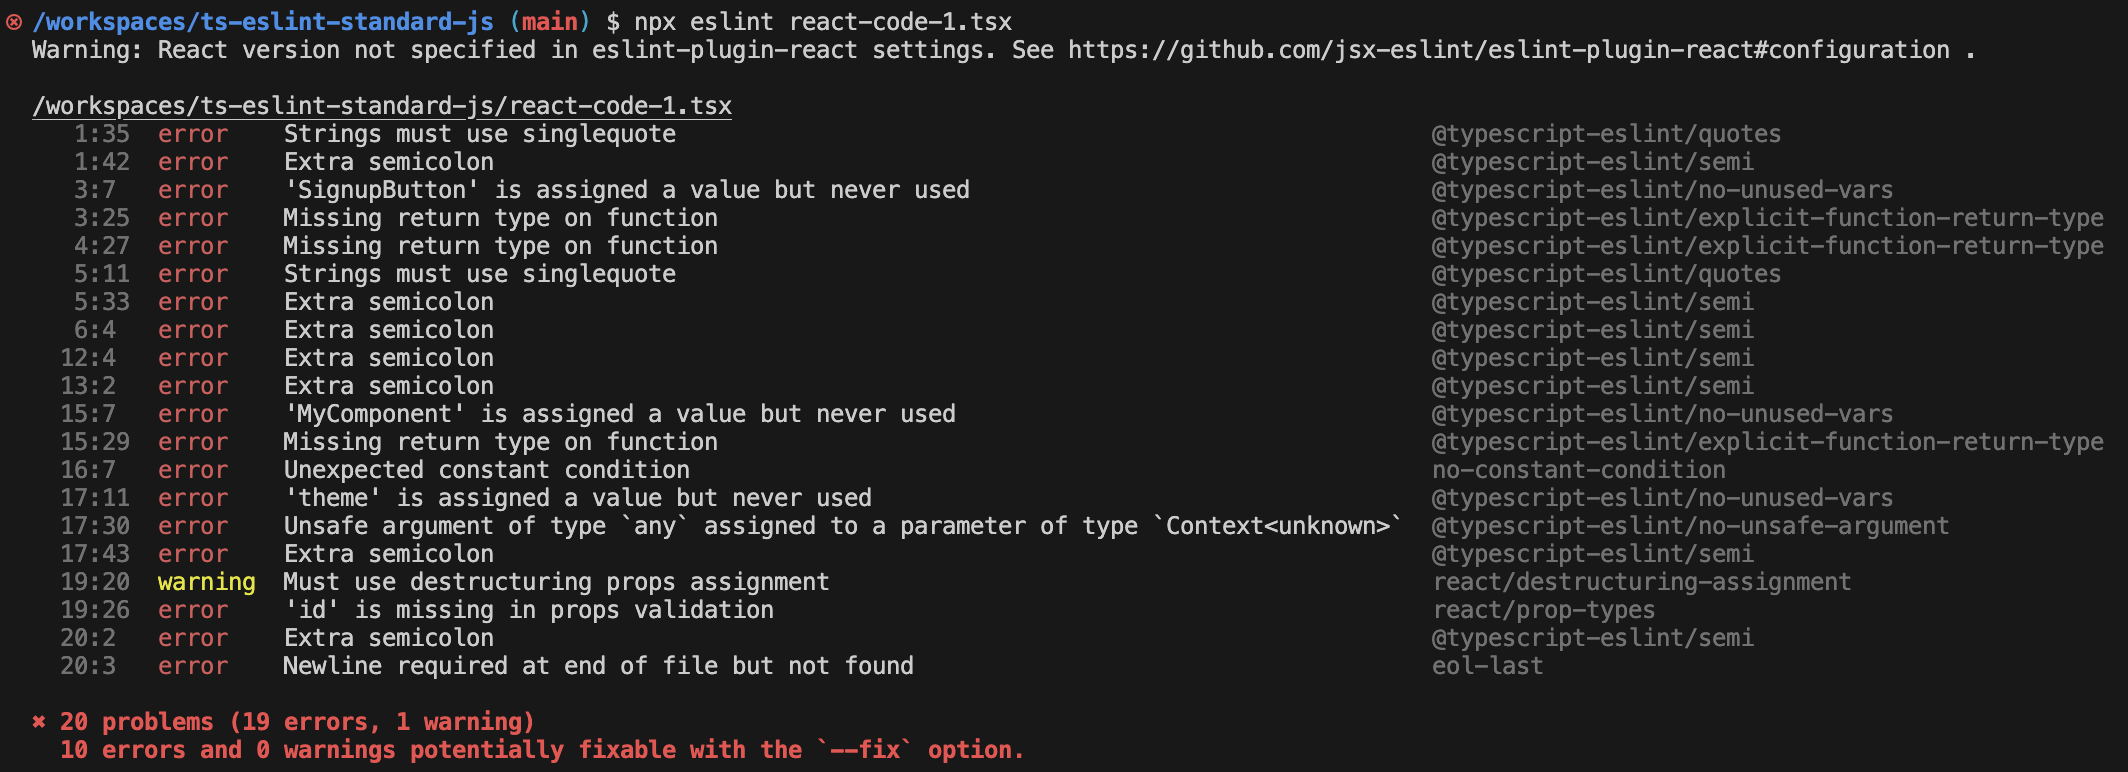 /workspaces/ts-eslint-standard-js (main) $ npx eslint react-code-1.tsx
Warning: React version not specified in eslint-plugin-react settings. See https://github.com/jsx-eslint/eslint-plugin-react#configuration .
/workspaces/ts-eslint-standard-js/react-code-1.tsx
1:35 error Strings must use singlequote @typescript-eslint/quotes
1:42 error Extra semicolon @typescript-eslint/semi
3:7 error 'SignupButton' is assigned a value but never used @typescript-eslint/no-unused-vars
3:25 error Missing return type on function @typescript-eslint/explicit-function-return-type
4:27 error Missing return type on function @typescript-eslint/explicit-function-return-type
5:11 error Strings must use singlequote @typescript-eslint/quotes
5:33 error Extra semicolon @typescript-eslint/semi
6:4 error Extra semicolon @typescript-eslint/semi
12:4 error Extra semicolon @typescript-eslint/semi
13:2 error Extra semicolon @typescript-eslint/semi
15:7 error 'MyComponent' is assigned a value but never used @typescript-eslint/no-unused-vars
15:29 error Missing return type on function @typescript-eslint/explicit-function-return-type
16:7 error Unexpected constant condition no-constant-condition
17:11 error 'theme' is assigned a value but never used @typescript-eslint/no-unused-vars
17:30 error Unsafe argument of type `any` assigned to a parameter of type `Context<unknown>` @typescript-eslint/no-unsafe-argument
17:43 error Extra semicolon @typescript-eslint/semi
19:20 warning Must use destructuring props assignment react/destructuring-assignment
19:26 error 'id' is missing in props validation react/prop-types
20:2 error Extra semicolon @typescript-eslint/semi
20:3 error Newline required at end of file but not found eol-last
✖ 20 problems (19 errors, 1 warning)
10 errors and 0 warnings potentially fixable with the `--fix` option.